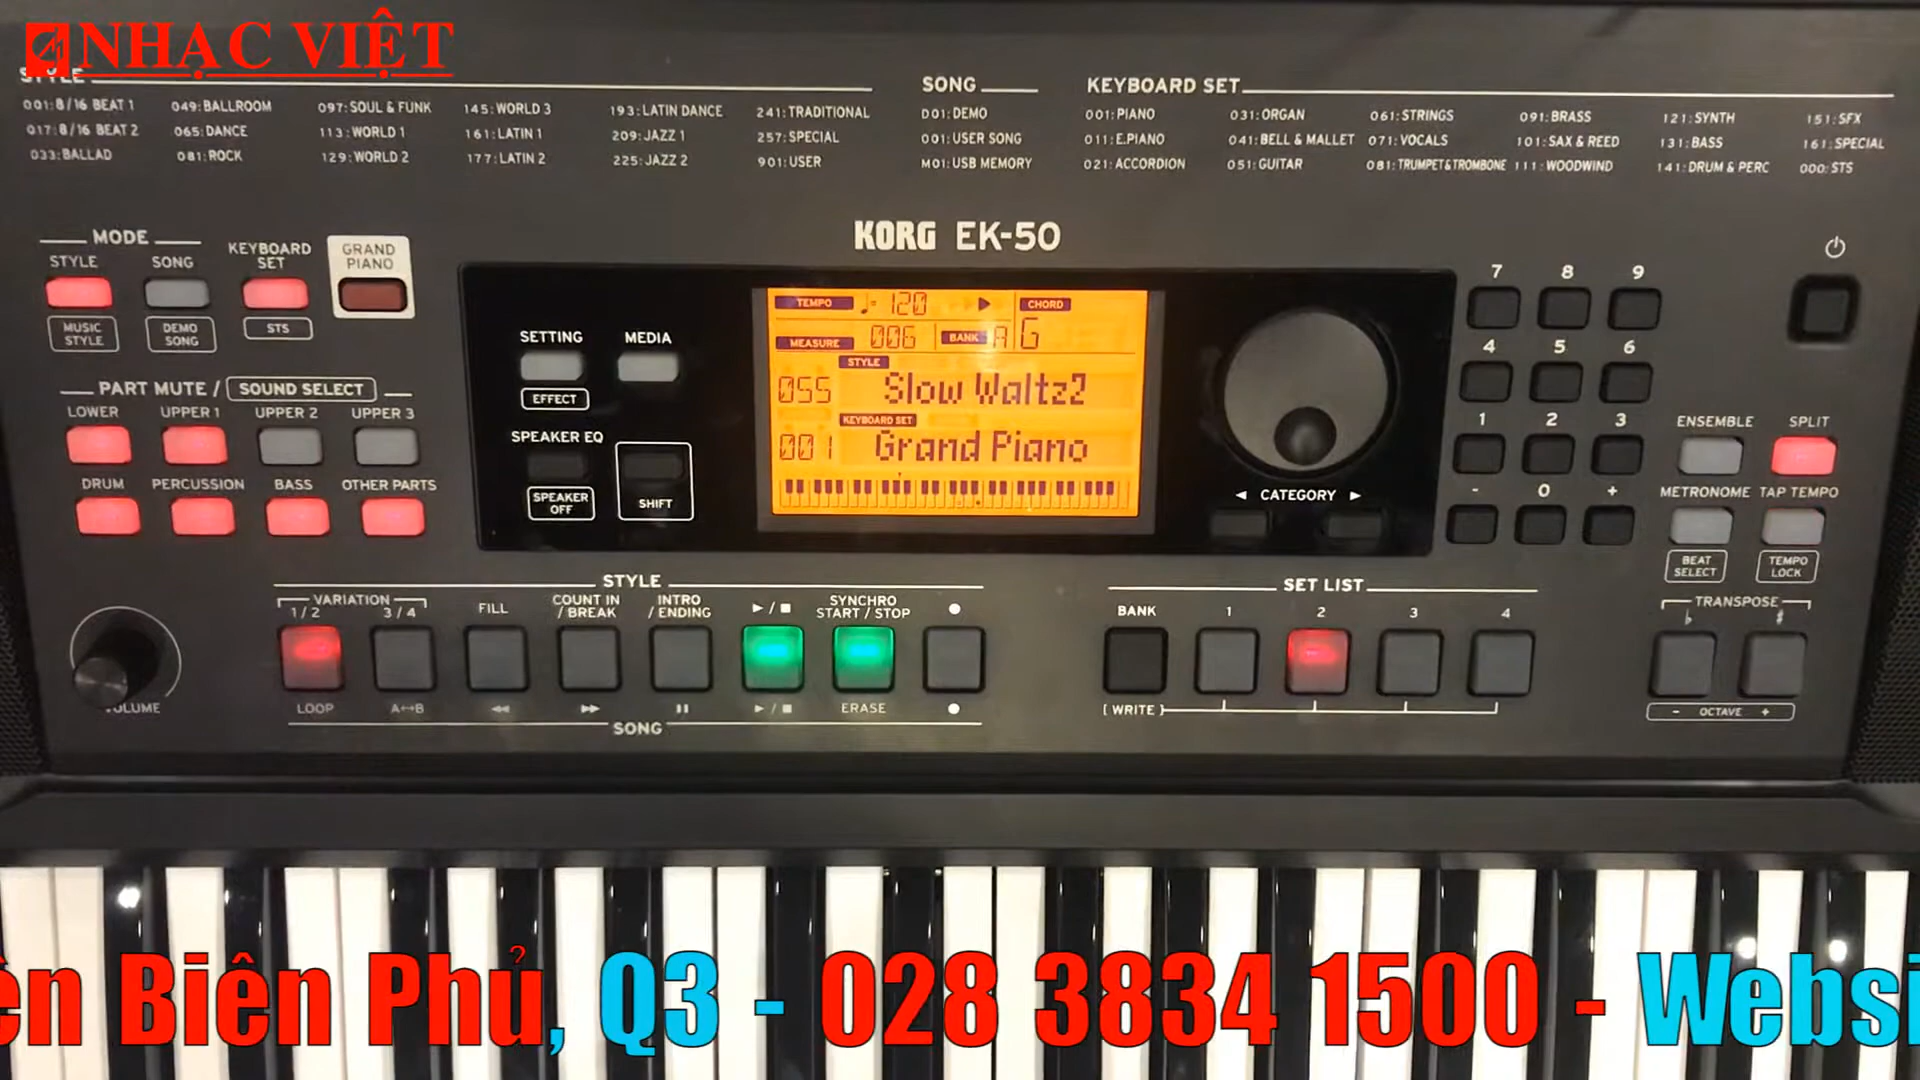 NHẠC VIỆT
STYLE
001:8/16 BEAT 1
049:BALLROOM
097:SOUL & FUNK
145:WORLD 3
193:LATIN DANCE
241:TRADITIONAL
017:8/16 BEAT 2
065:DANCE
113:WORLD 1
161:LATIN 1
209:JAZZ 1
257:SPECIAL
033:BALLAD
081:ROCK
129:WORLD 2
177:LATIN 2
225:JAZZ 2
901:USER
SONG
D01:DEMO
001:USER SONG
M01:USB MEMORY
KEYBOARD SET
001:PIANO
031:ORGAN
061:STRINGS
091:BRASS
121:SYNTH
151:SFX
011:E.PIANO
041:BELL & MALLET
071:VOCALS
101:SAX & REED
131:BASS
161:SPECIAL
021:ACCORDION
051:GUITAR
081:TRUMPET&TROMBONE
111:WOODWIND
141:DRUM & PERC
000:STS
KORG EK-50
MODE
STYLE
SONG
KEYBOARD
SET
GRAND
PIANO
MUSIC
STYLE
DEMO
SONG
STS
PART MUTE / SOUND SELECT
LOWER
UPPER 1
UPPER 2
UPPER 3
DRUM
PERCUSSION
BASS
OTHER PARTS
SETTING
MEDIA
EFFECT
SPEAKER EQ
SPEAKER
OFF
SHIFT
TEMPO ♩= 120 ▶
CHORD
MEASURE 006
BANK A
G
STYLE
055 Slow Waltz2
KEYBOARD SET
001 Grand Piano
◄ CATEGORY ►
7 8 9
4 5 6
1 2 3
- 0 +
ENSEMBLE
SPLIT
METRONOME
TAP TEMPO
BEAT
SELECT
TEMPO
LOCK
TRANSPOSE
♭ ♯
- OCTAVE +
VOLUME
STYLE
VARIATION
1/2
3/4
FILL
COUNT IN
/ BREAK
INTRO
/ ENDING
►/■
SYNCHRO
START / STOP
●
LOOP
A↔B
◄◄
►►
❚❚
►/■
ERASE
●
SONG
SET LIST
BANK
1
2
3
4
[ WRITE ]
ên Biên Phủ, Q3 - 028 3834 1500 - Websi